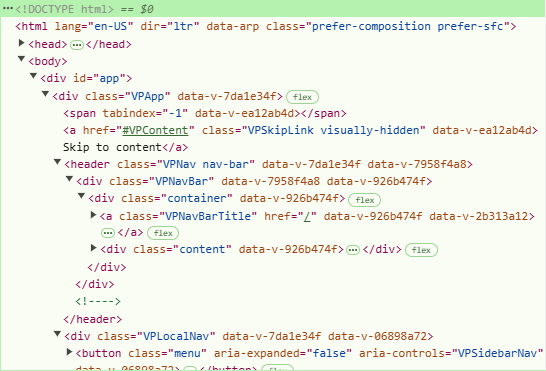 <!DOCTYPE html> == $0
<html lang="en-US" dir="ltr" data-arp class="prefer-composition prefer-sfc">
<head>…</head>
<body>
<div id="app">
<div class="VPApp" data-v-7da1e34f> flex
<span tabindex="-1" data-v-ea12ab4d></span>
<a href="#VPContent" class="VPSkipLink visually-hidden" data-v-ea12ab4d>
Skip to content</a>
<header class="VPNav nav-bar" data-v-7da1e34f data-v-7958f4a8>
<div class="VPNavBar" data-v-7958f4a8 data-v-926b474f>
<div class="container" data-v-926b474f> flex
<a class="VPNavBarTitle" href="/" data-v-926b474f data-v-2b313a12>
…</a> flex
<div class="content" data-v-926b474f>…</div> flex
</div>
</div>
<!---->
</header>
<div class="VPLocalNav" data-v-7da1e34f data-v-06898a72>
<button class="menu" aria-expanded="false" aria-controls="VPSidebarNav"
data-v-06898a72>…</button> flex